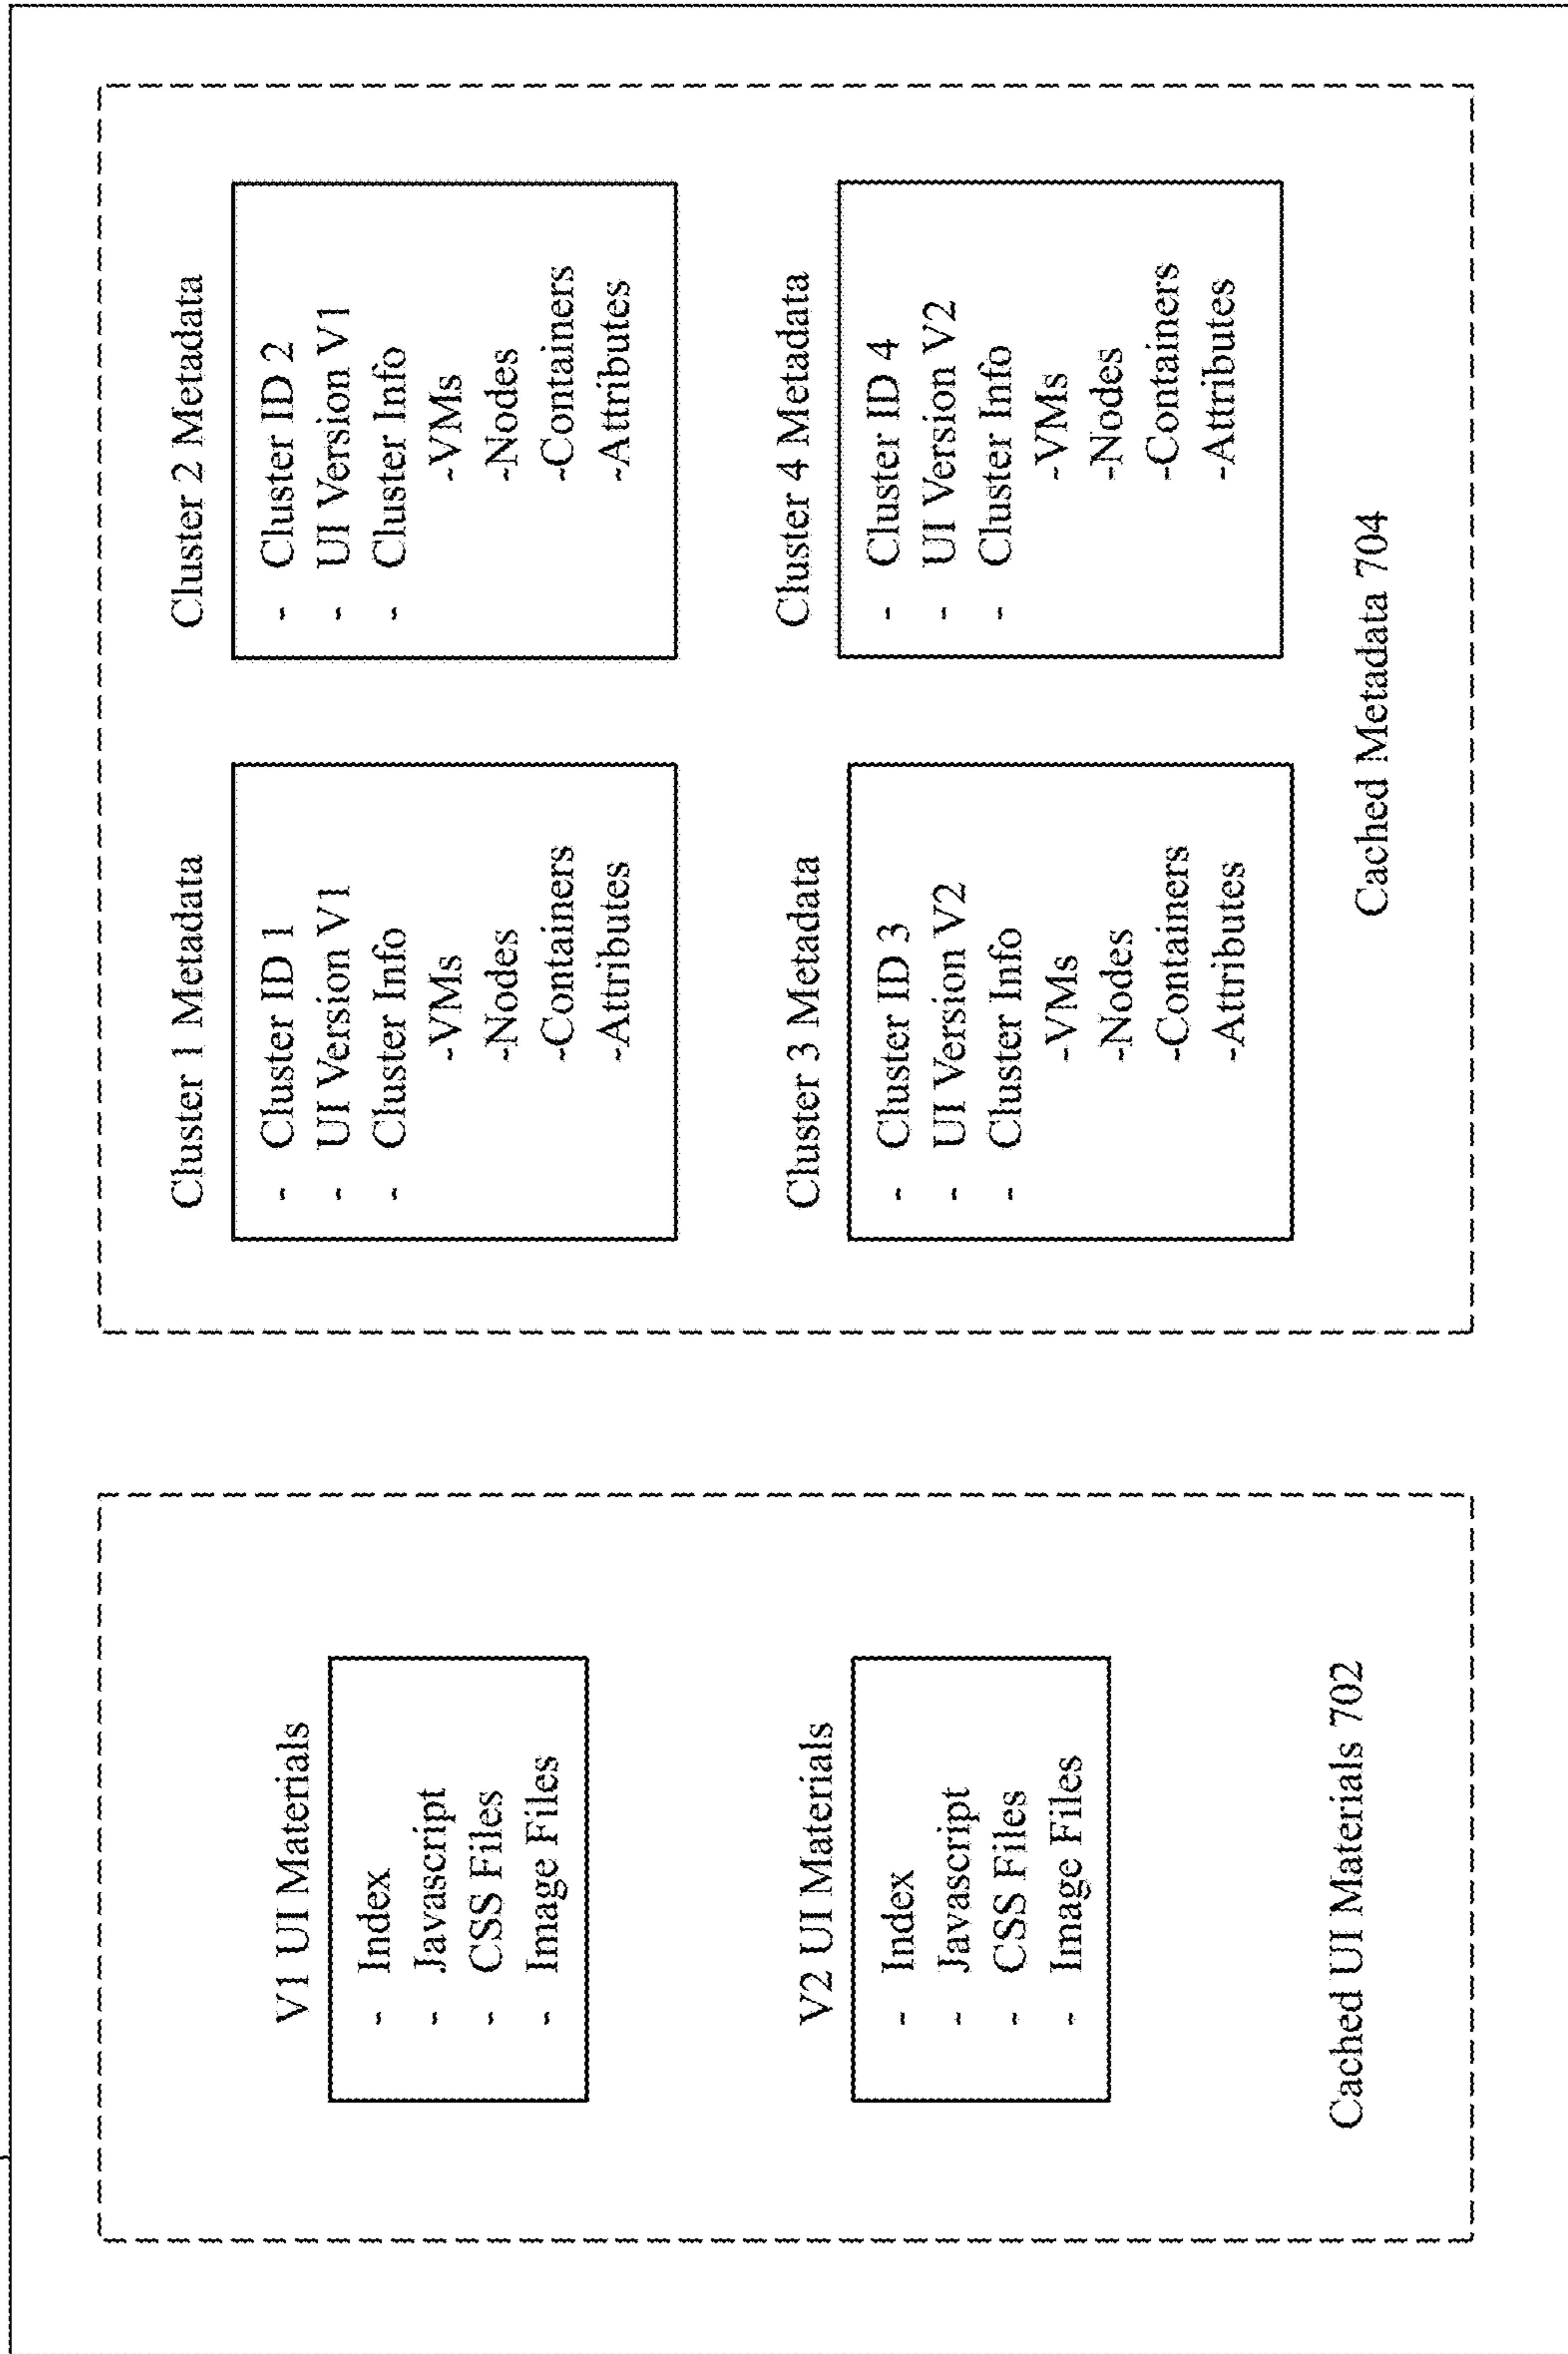 V1 UI Materials
- Index
- Javascript
- CSS Files
- Image Files
V2 UI Materials
- Index
- Javascript
- CSS Files
- Image Files
Cached UI Materials 702
Cluster 1 Metadata
- Cluster ID 1
- UI Version V1
- Cluster Info
-VMs
-Nodes
-Containers
-Attributes
Cluster 2 Metadata
- Cluster ID 2
- UI Version V1
- Cluster Info
-VMs
-Nodes
-Containers
-Attributes
Cluster 3 Metadata
- Cluster ID 3
- UI Version V2
- Cluster Info
-VMs
-Nodes
-Containers
-Attributes
Cluster 4 Metadata
- Cluster ID 4
- UI Version V2
- Cluster Info
-VMs
-Nodes
-Containers
-Attributes
Cached Metadata 704